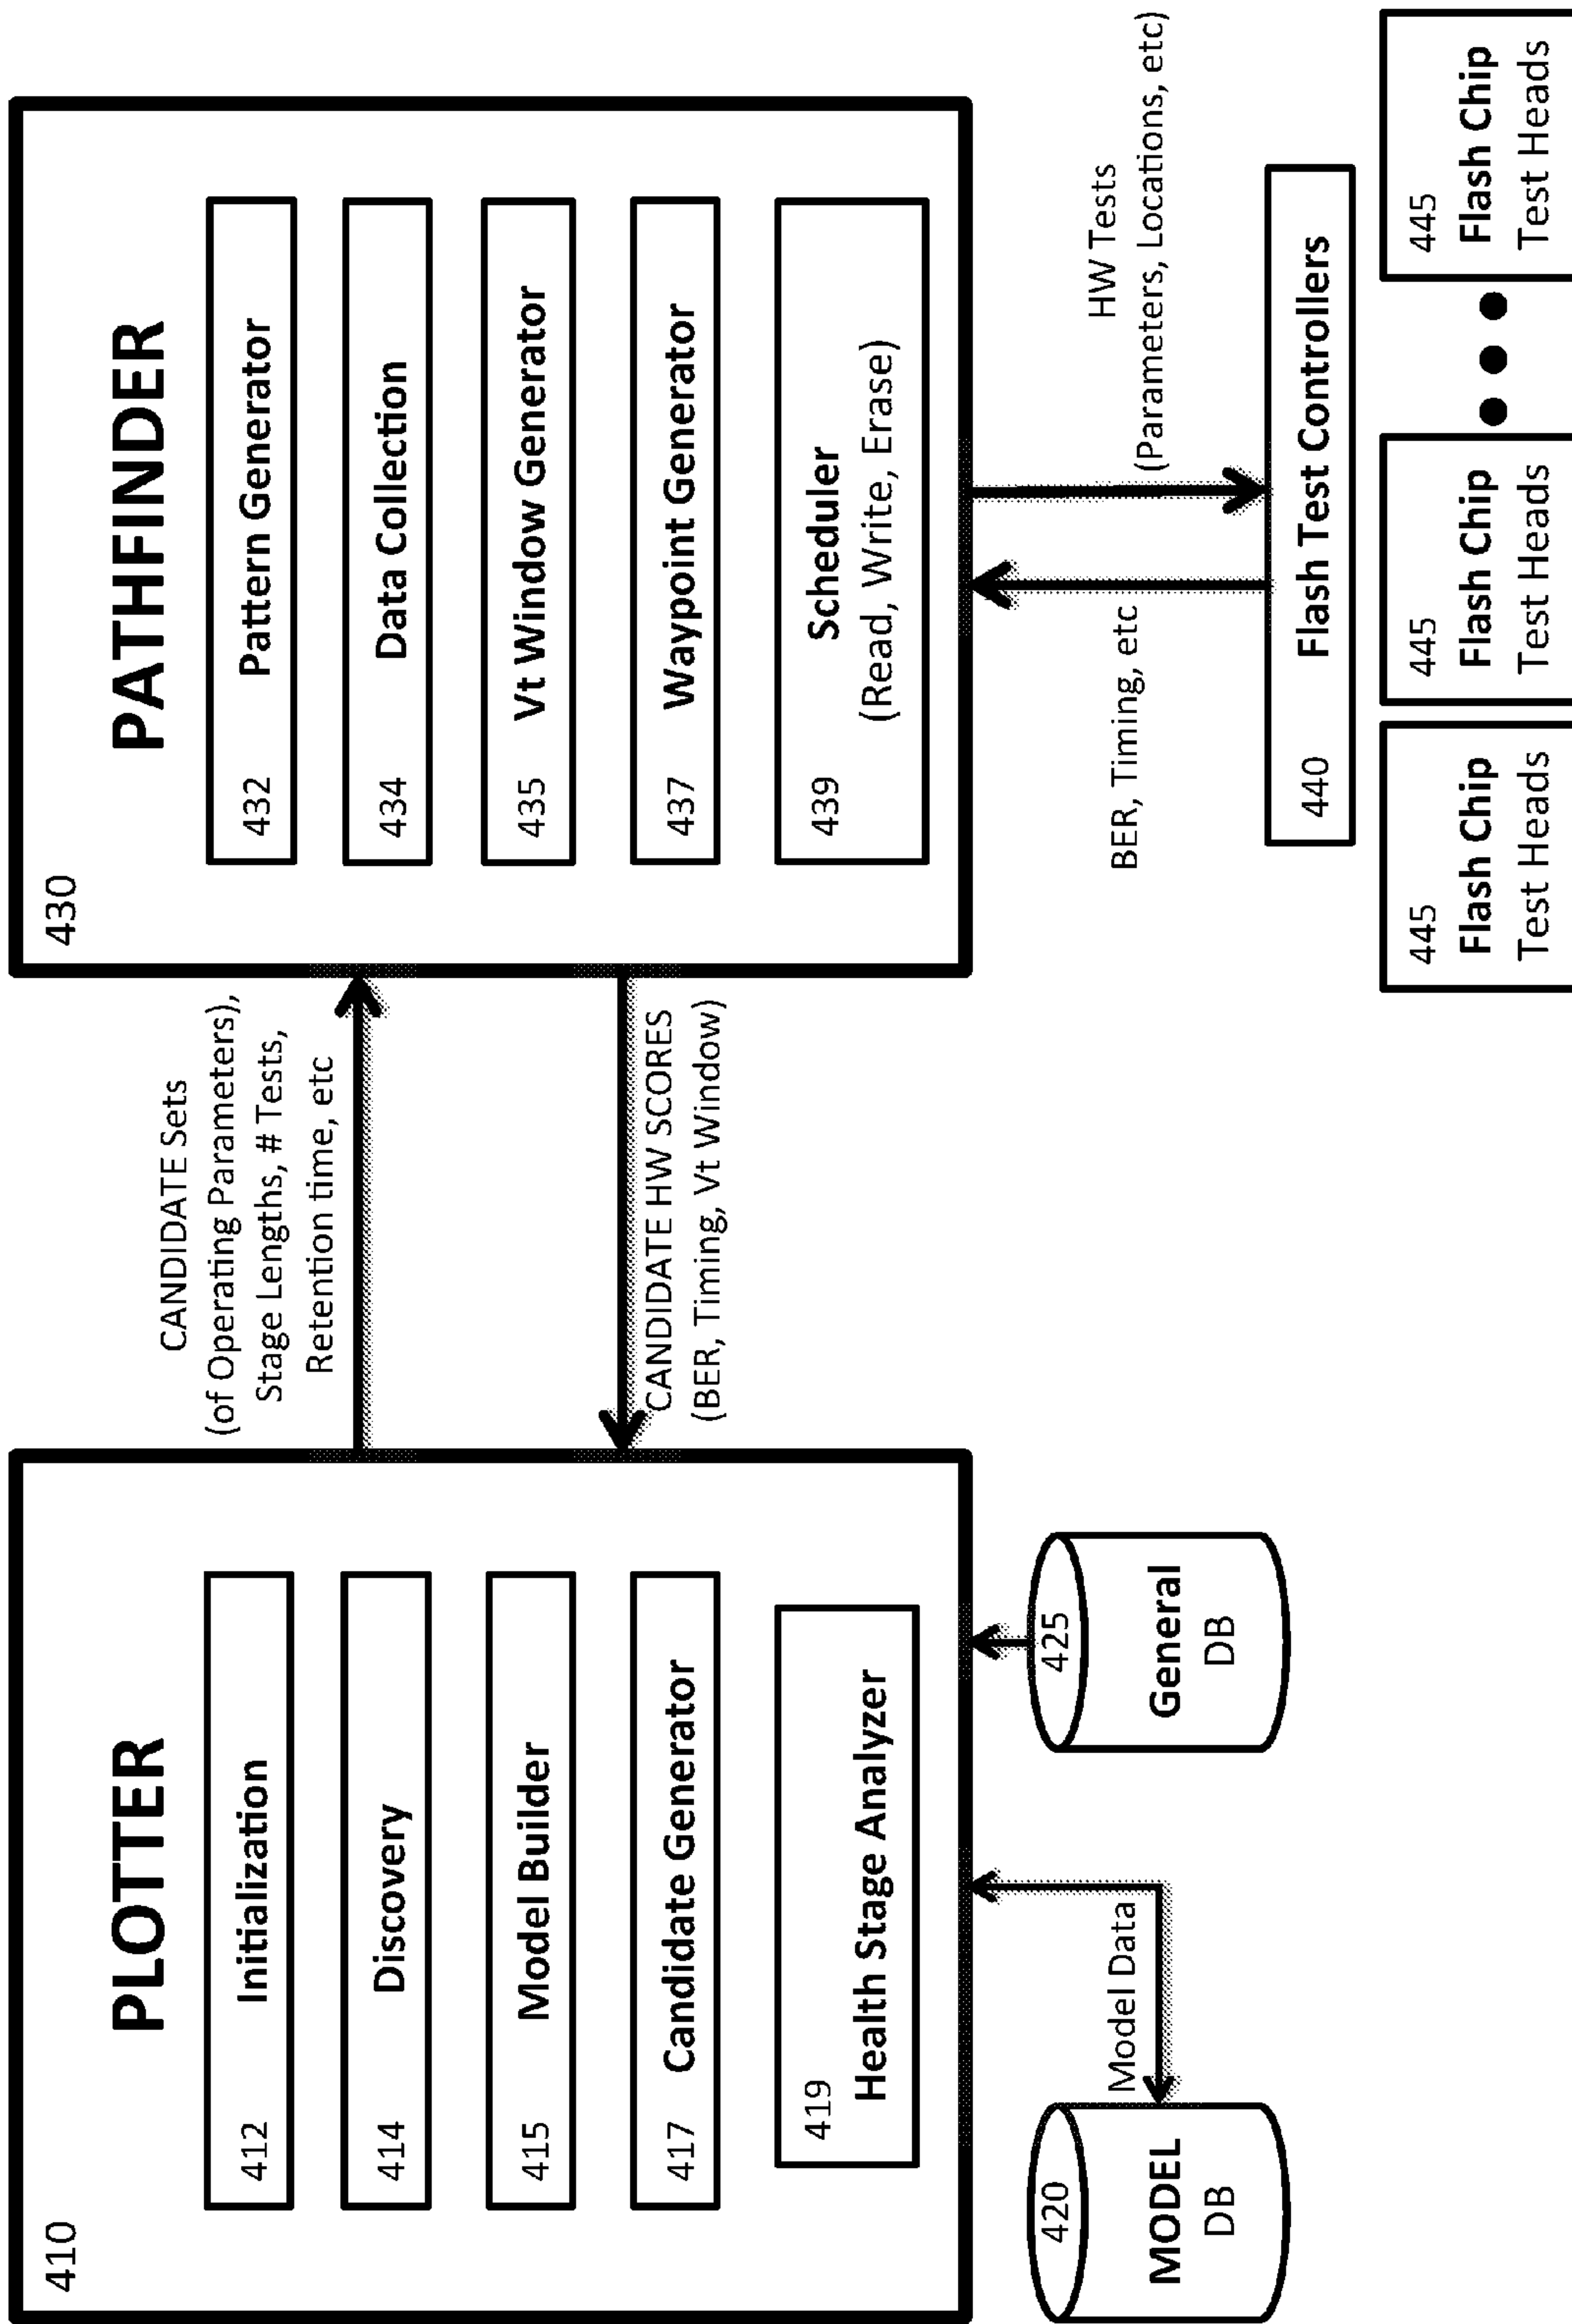 410
PLOTTER
412 Initialization
414 Discovery
415 Model Builder
417 Candidate Generator
419
Health Stage Analyzer
420
MODEL
DB
Model Data
425
General
DB
CANDIDATE Sets
(of Operating Parameters),
Stage Lengths, # Tests,
Retention time, etc
CANDIDATE HW SCORES
(BER, Timing, Vt Window)
430
PATHFINDER
432 Pattern Generator
434 Data Collection
435 Vt Window Generator
437 Waypoint Generator
439 Scheduler
(Read, Write, Erase)
BER, Timing, etc
HW Tests
(Parameters, Locations, etc)
440 Flash Test Controllers
445
Flash Chip
Test Heads
445
Flash Chip
Test Heads
445
Flash Chip
Test Heads